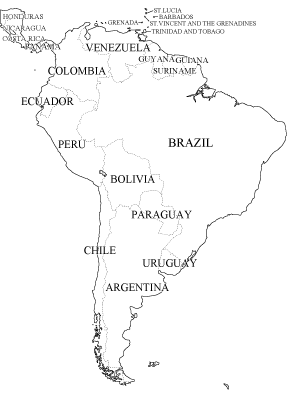 ST.LUCIA
HONDURAS
BARBADOS
GRENADA
ST.VINCENT AND THE GRENADINES
NICARAGUA
TRINIDAD AND TOBAGO
COSTA RICA
PANAMA
VENEZUELA
GUYANA
GUIANA
COLOMBIA
SURINAME
ECUADOR
PERU
BRAZIL
BOLIVIA
PARAGUAY
CHILE
URUGUAY
ARGENTINA